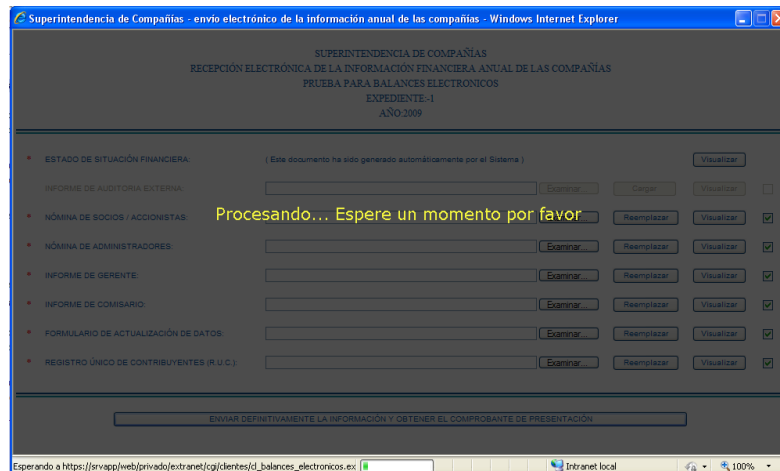 Superintendencia de Compañías - envío electrónico de la información anual de las compañías - Windows Internet Explorer
SUPERINTENDENCIA DE COMPAÑÍAS
RECEPCIÓN ELECTRÓNICA DE LA INFORMACIÓN FINANCIERA ANUAL DE LAS COMPAÑÍAS
PRUEBA PARA BALANCES ELECTRONICOS
EXPEDIENTE:-1
AÑO:2009
* ESTADO DE SITUACIÓN FINANCIERA: ( Este documento ha sido generado automáticamente por el Sistema ) Visualizar
INFORME DE AUDITORIA EXTERNA: Examinar... Cargar Visualizar
Procesando... Espere un momento por favor
* NÓMINA DE SOCIOS / ACCIONISTAS: Examinar... Reemplazar Visualizar
* NÓMINA DE ADMINISTRADORES: Examinar... Reemplazar Visualizar
* INFORME DE GERENTE: Examinar... Reemplazar Visualizar
* INFORME DE COMISARIO: Examinar... Reemplazar Visualizar
* FORMULARIO DE ACTUALIZACIÓN DE DATOS: Examinar... Reemplazar Visualizar
* REGISTRO ÚNICO DE CONTRIBUYENTES (R.U.C.): Examinar... Reemplazar Visualizar
ENVIAR DEFINITIVAMENTE LA INFORMACIÓN Y OBTENER EL COMPROBANTE DE PRESENTACIÓN
Esperando a https://srvapp/web/privado/extranet/cgi/clientes/cl_balances_electronicos.ex Intranet local 100%